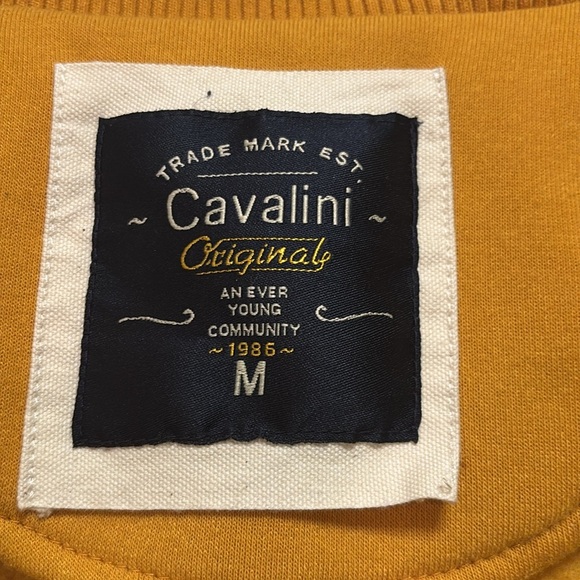 TRADE MARK EST.
~ Cavalini ~
Originals
AN EVER
YOUNG
COMMUNITY
~1986~
M